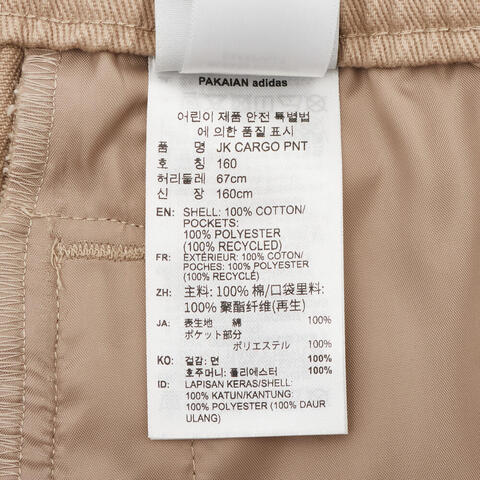 PAKAIAN adidas
어린이 제품 안전 특별법
에 의한 품질 표시
품 명 JK CARGO PNT
호 칭 160
허리둘레 67cm
신 장 160cm
EN: SHELL: 100% COTTON/
POCKETS:
100% POLYESTER
(100% RECYCLED)
FR: EXTÉRIEUR: 100% COTON/
POCHES: 100% POLYESTER
(100% RECYCLÉ)
ZH: 主料: 100% 棉/口袋里料:
100% 聚酯纤维(再生)
JA: 表生地 綿 100%
ポケット部分
ポリエステル 100%
KO: 겉감: 면 100%
호주머니: 폴리에스터 100%
ID: LAPISAN KERAS/SHELL:
100% KATUN/KANTUNG:
100% POLYESTER (100% DAUR
ULANG)